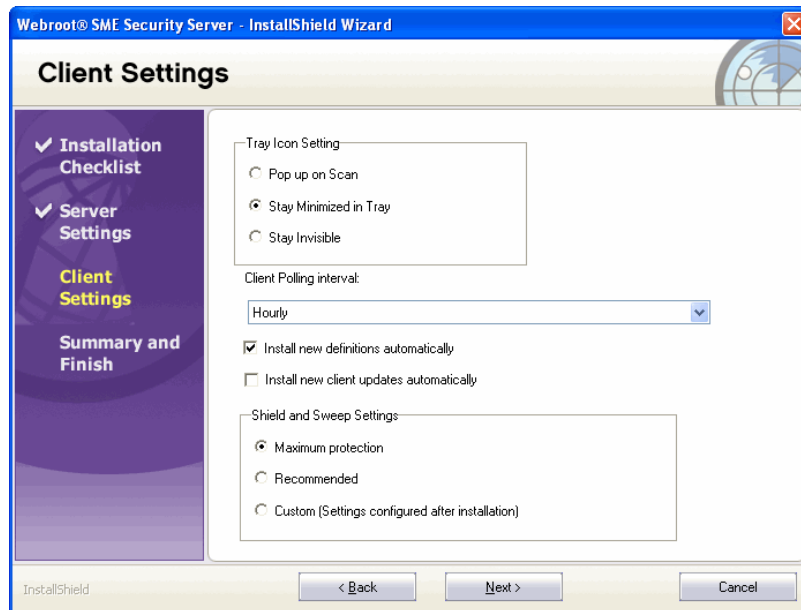 Webroot® SME Security Server - InstallShield Wizard
Client Settings
Installation
Checklist
Server
Settings
Client
Settings
Summary and
Finish
Tray Icon Setting
Pop up on Scan
Stay Minimized in Tray
Stay Invisible
Client Polling interval:
Hourly
Install new definitions automatically
Install new client updates automatically
Shield and Sweep Settings
Maximum protection
Recommended
Custom (Settings configured after installation)
InstallShield
< Back
Next >
Cancel